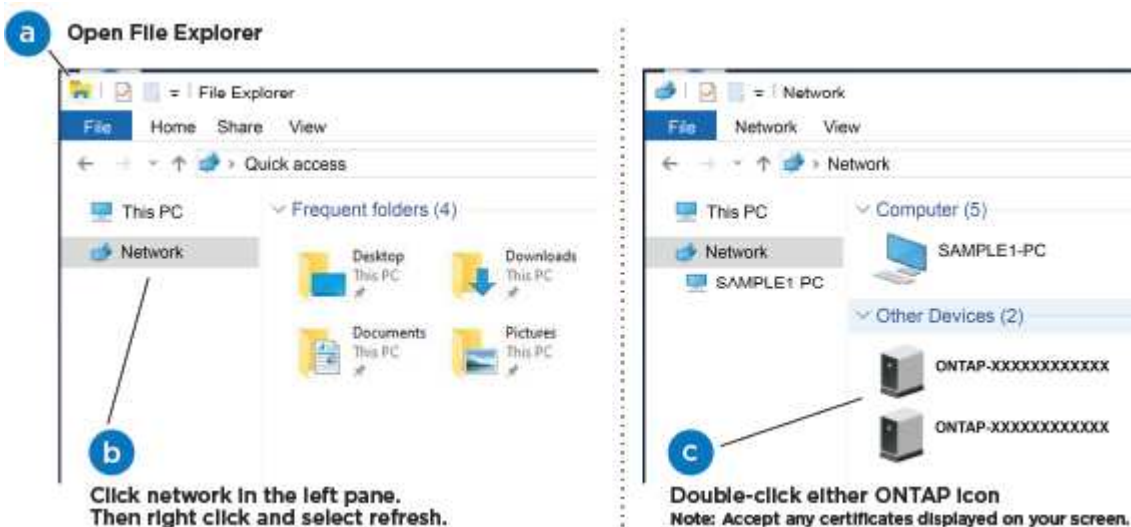 a Open File Explorer
File Explorer
File Home Share View
Quick access
This PC
Network
Frequent folders (4)
Desktop
This PC
Downloads
This PC
Documents
This PC
Pictures
This PC
b
Click network in the left pane.
Then right click and select refresh.
Network
File Network View
Network
This PC
Network
SAMPLE1 PC
Computer (5)
SAMPLE1-PC
Other Devices (2)
ONTAP-XXXXXXXXXXXX
ONTAP-XXXXXXXXXXXX
c
Double-click either ONTAP icon
Note: Accept any certificates displayed on your screen.